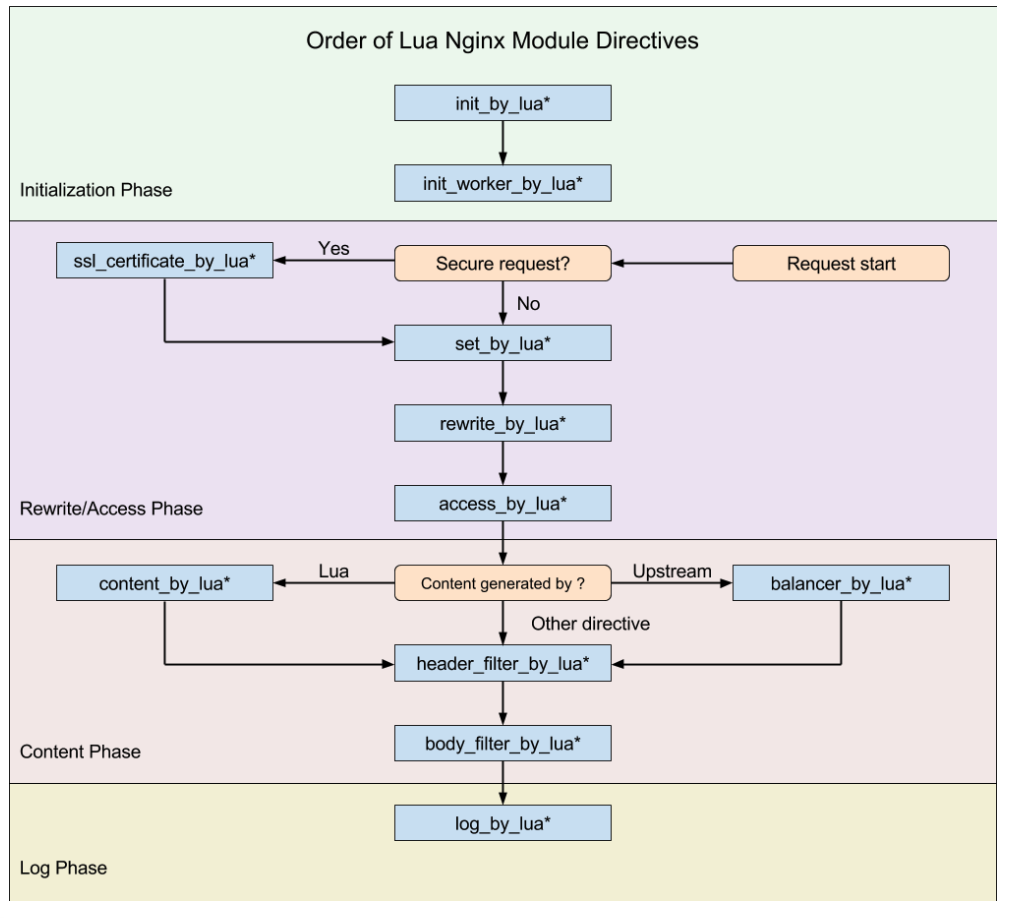 Order of Lua Nginx Module Directives
init_by_lua*
init_worker_by_lua*
Initialization Phase
ssl_certificate_by_lua*
Yes
Secure request?
Request start
No
set_by_lua*
rewrite_by_lua*
access_by_lua*
Rewrite/Access Phase
content_by_lua*
Lua
Content generated by ?
Upstream
balancer_by_lua*
Other directive
header_filter_by_lua*
body_filter_by_lua*
Content Phase
log_by_lua*
Log Phase